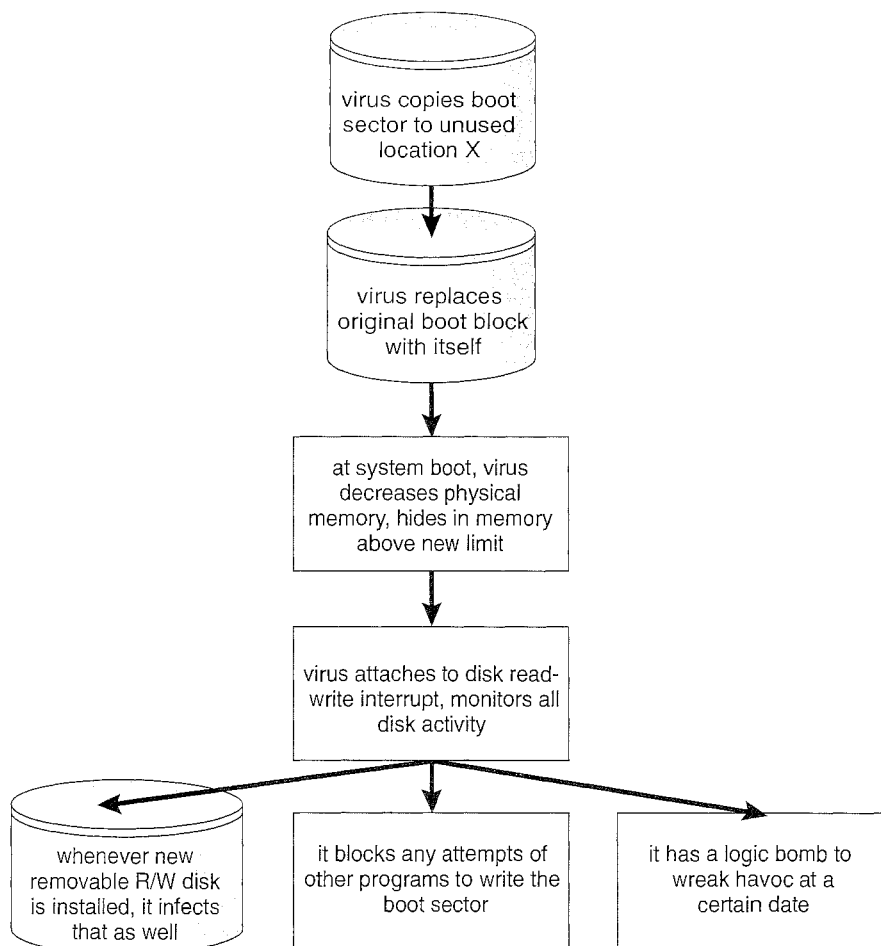 virus copies boot
sector to unused
location X
virus replaces
original boot block
with itself
at system boot, virus
decreases physical
memory, hides in memory
above new limit
virus attaches to disk read-
write interrupt, monitors all
disk activity
whenever new
removable R/W disk
is installed, it infects
that as well
it blocks any attempts of
other programs to write the
boot sector
it has a logic bomb to
wreak havoc at a
certain date